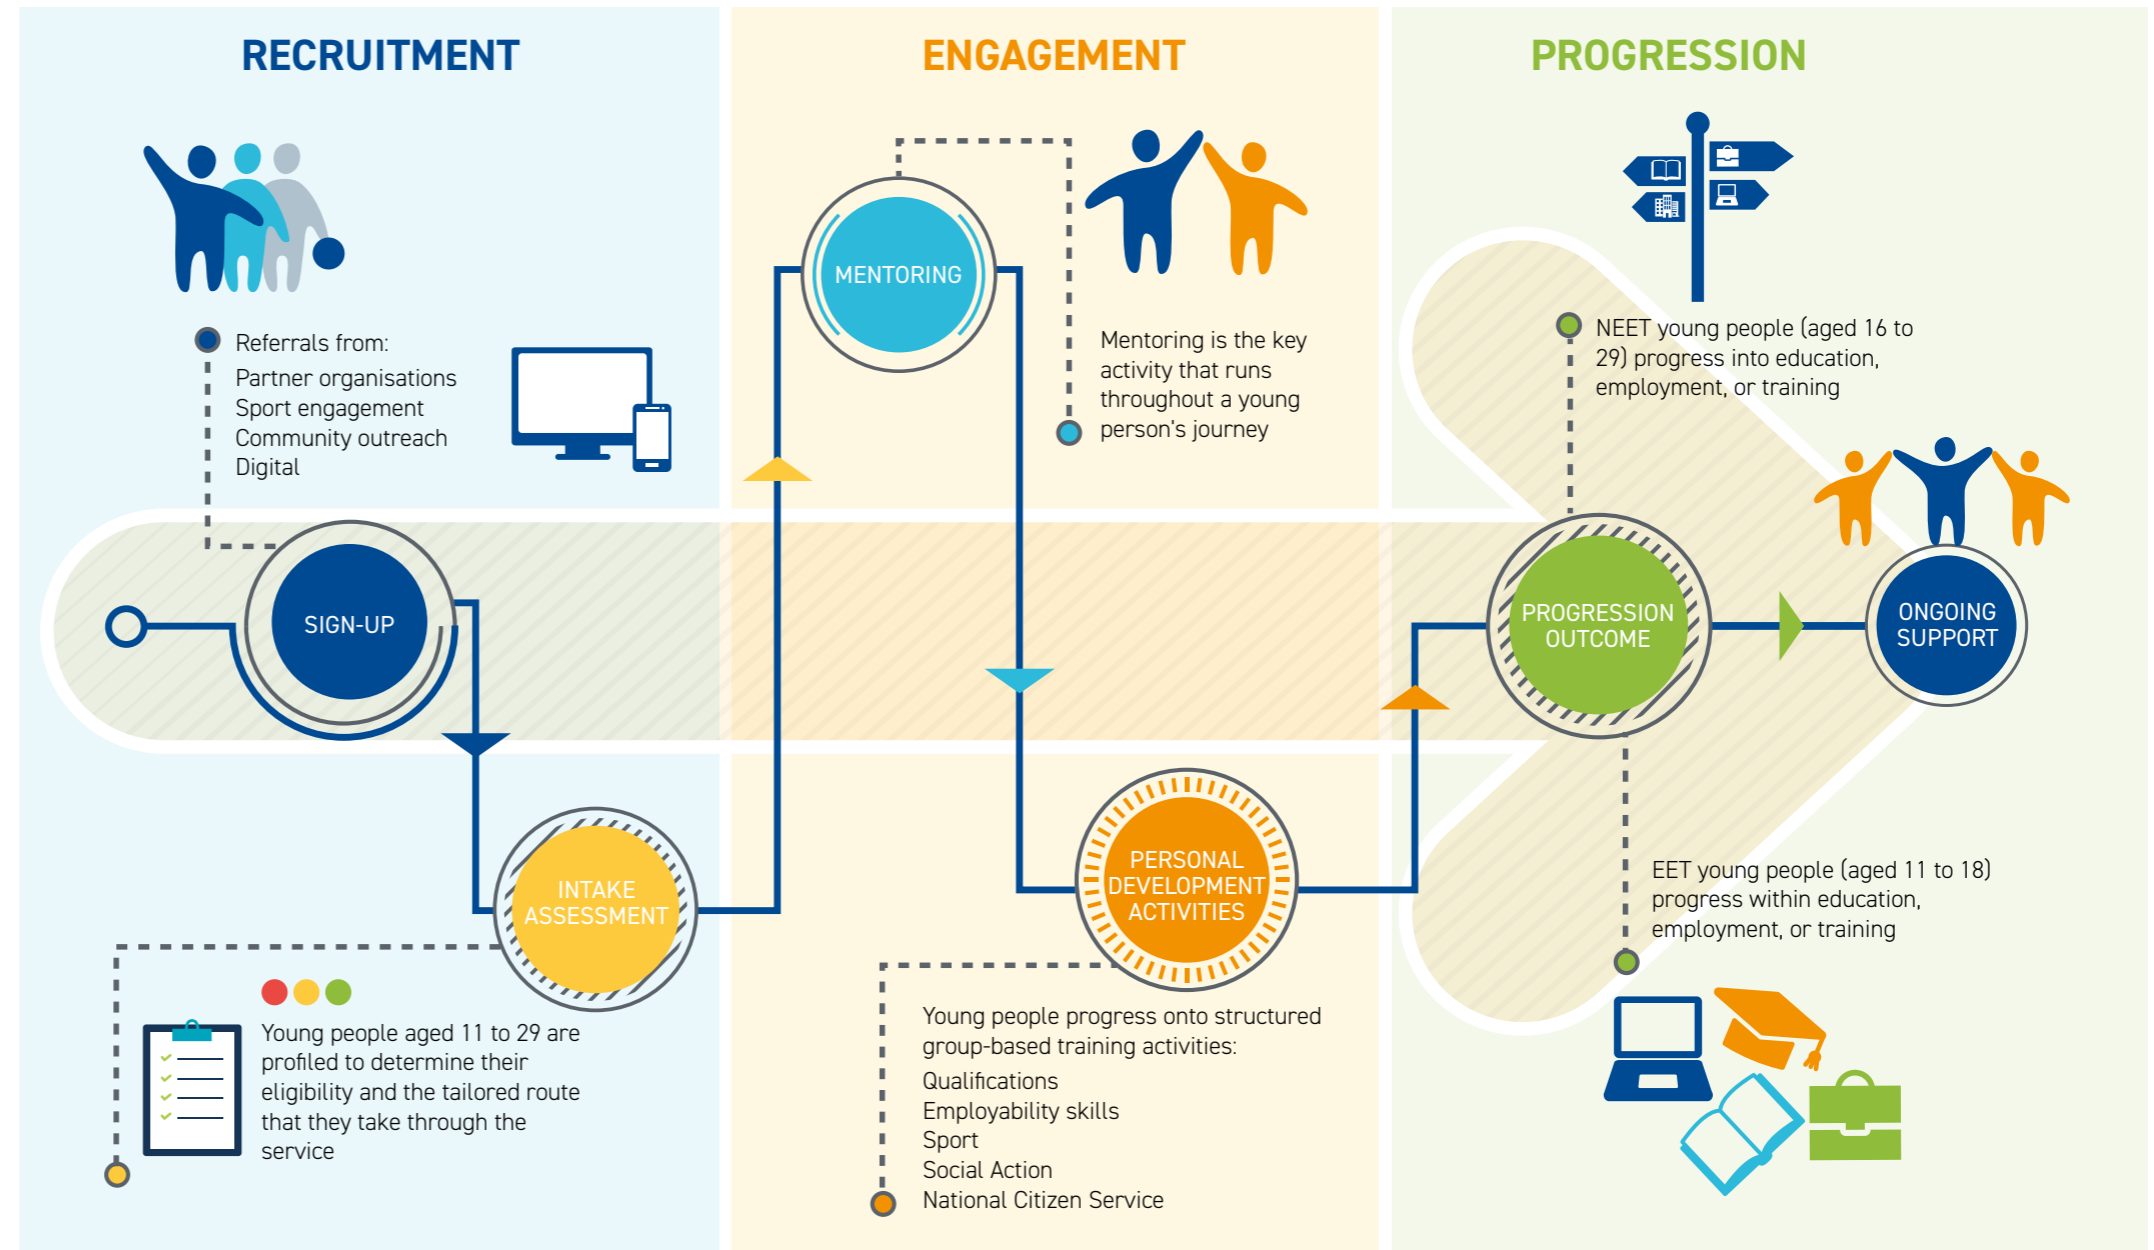 RECRUITMENT
Referrals from:
Partner organisations
Sport engagement
Community outreach
Digital
SIGN-UP
INTAKE
ASSESSMENT
Young people aged 11 to 29 are
profiled to determine their
eligibility and the tailored route
that they take through the
service
ENGAGEMENT
MENTORING
Mentoring is the key
activity that runs
throughout a young
person's journey
PERSONAL
DEVELOPMENT
ACTIVITIES
Young people progress onto structured
group-based training activities:
Qualifications
Employability skills
Sport
Social Action
National Citizen Service
PROGRESSION
NEET young people (aged 16 to
29) progress into education,
employment, or training
PROGRESSION
OUTCOME
ONGOING
SUPPORT
EET young people (aged 11 to 18)
progress within education,
employment, or training